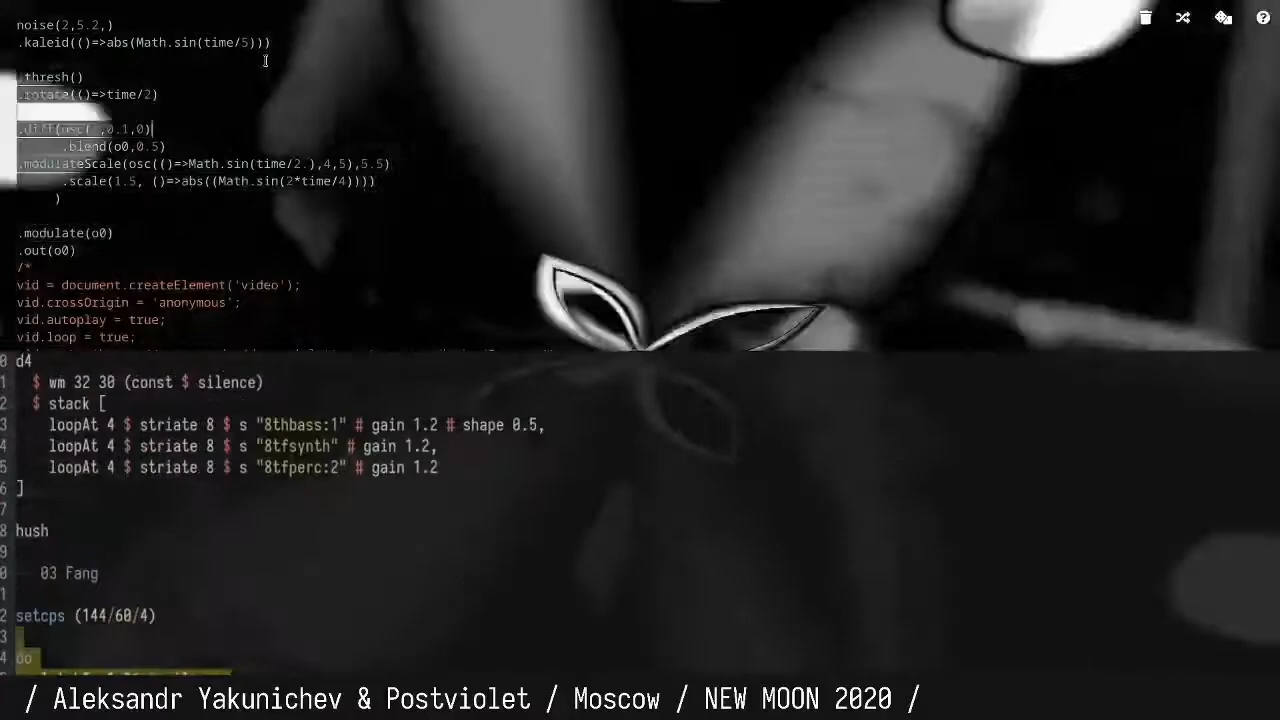 noise(2,5.2,)
.kaleid(()=>abs(Math.sin(time/5)))
.thresh()
.rotate(()=>time/2)
.diff(osc( ,0.1,0)
.blend(o0,0.5)
.modulateScale(osc(()=>Math.sin(time/2.),4,5),5.5)
.scale(1.5, ()=>abs((Math.sin(2*time/4))))
)
.modulate(o0)
.out(o0)
/*
vid = document.createElement('video');
vid.crossOrigin = 'anonymous';
vid.autoplay = true;
vid.loop = true;
0 d4
1 $ wm 32 30 (const $ silence)
2 $ stack [
3 loopAt 4 $ striate 8 $ s "8thbass:1" # gain 1.2 # shape 0.5,
4 loopAt 4 $ striate 8 $ s "8tfsynth" # gain 1.2,
5 loopAt 4 $ striate 8 $ s "8tfperc:2" # gain 1.2
6 ]
7
8 hush
9
0 03 Fang
1
2 setcps (144/60/4)
3
4 do
/ Aleksandr Yakunichev & Postviolet / Moscow / NEW MOON 2020 /